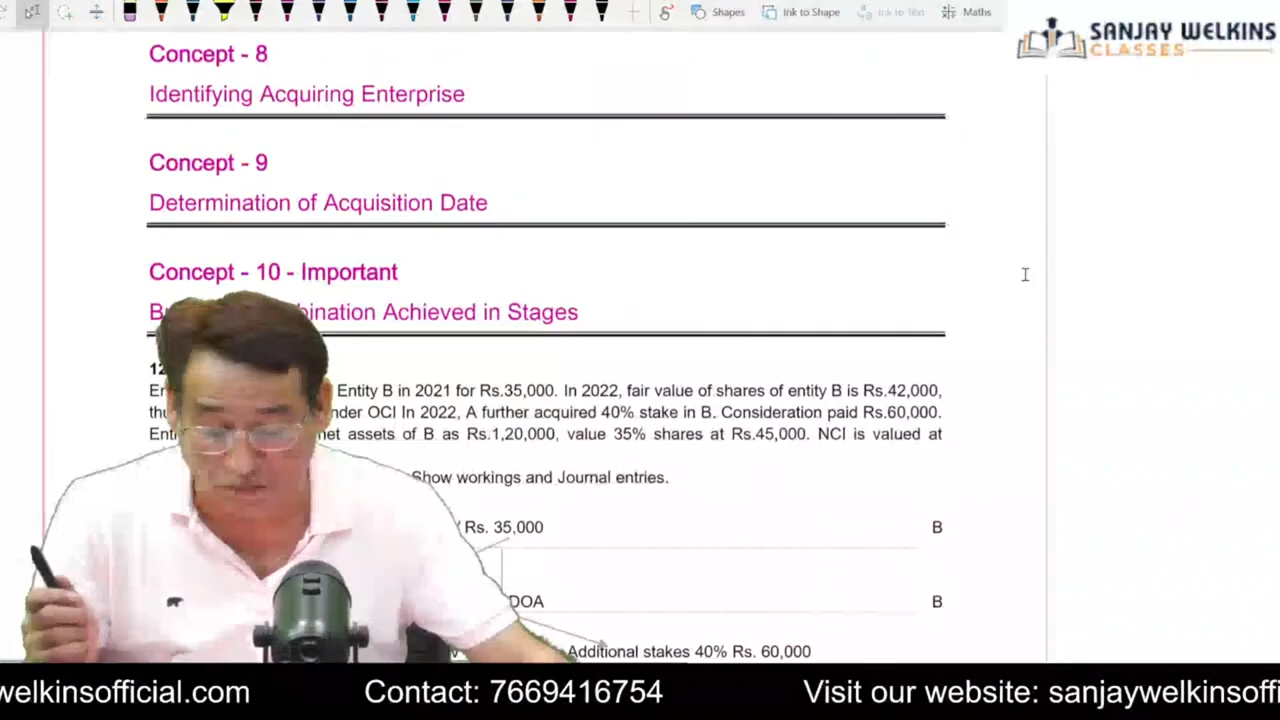 Shapes Ink to Shape Ink to Text Maths
SANJAY WELKINS
CLASSES
Concept - 8
Identifying Acquiring Enterprise
Concept - 9
Determination of Acquisition Date
Concept - 10 - Important
Achieved in Stages
12
Entity B in 2021 for Rs.35,000. In 2022, fair value of shares of entity B is Rs.42,000,
OCI In 2022, A further acquired 40% stake in B. Consideration paid Rs.60,000.
net assets of B as Rs.1,20,000, value 35% shares at Rs.45,000. NCI is valued at
Show workings and Journal entries.
Rs. 35,000 B
DOA B
Additional stakes 40% Rs. 60,000
welkinsofficial.com Contact: 7669416754 Visit our website: sanjaywelkinsoffi